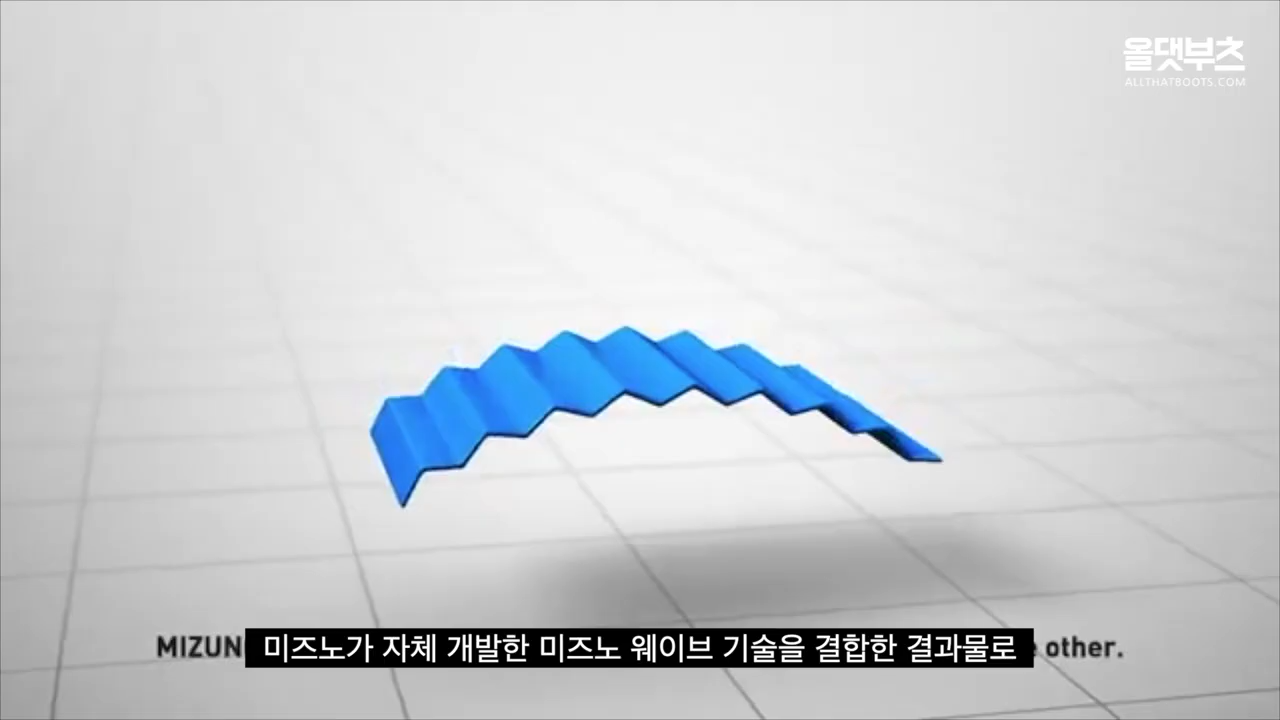 올댓부츠
ALLTHATBOOTS.COM
MIZUN
미즈노가 자체 개발한 미즈노 웨이브 기술을 결합한 결과물로
other.